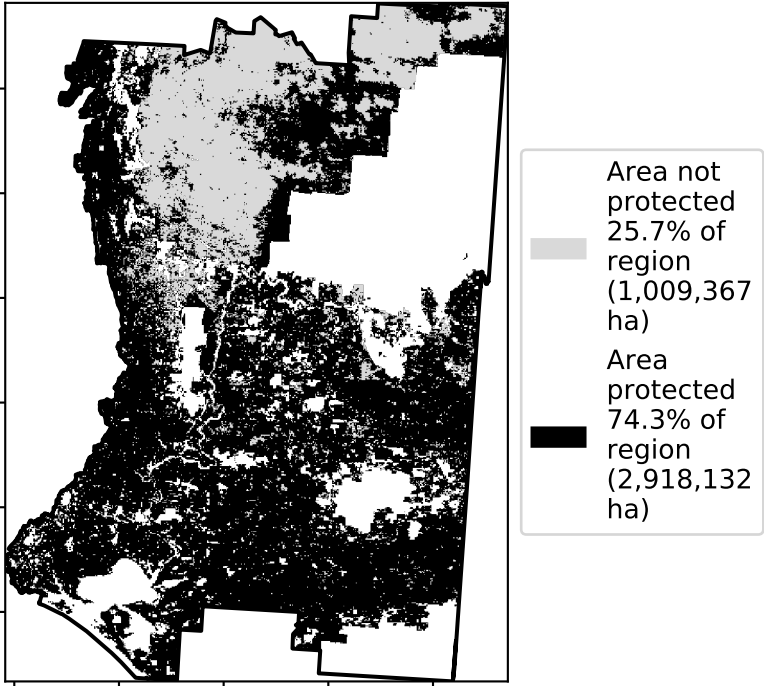 Area not
protected
25.7% of
region
(1,009,367
ha)
Area
protected
74.3% of
region
(2,918,132
ha)